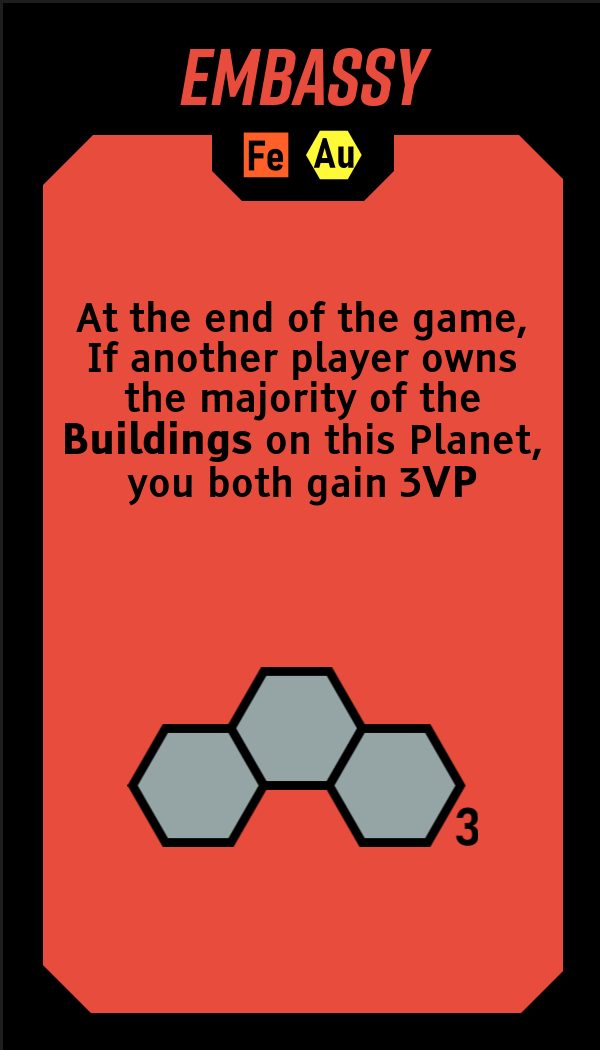 EMBASSY
Fe Au
At the end of the game,
If another player owns
the majority of the
Buildings on this Planet,
you both gain 3VP
3